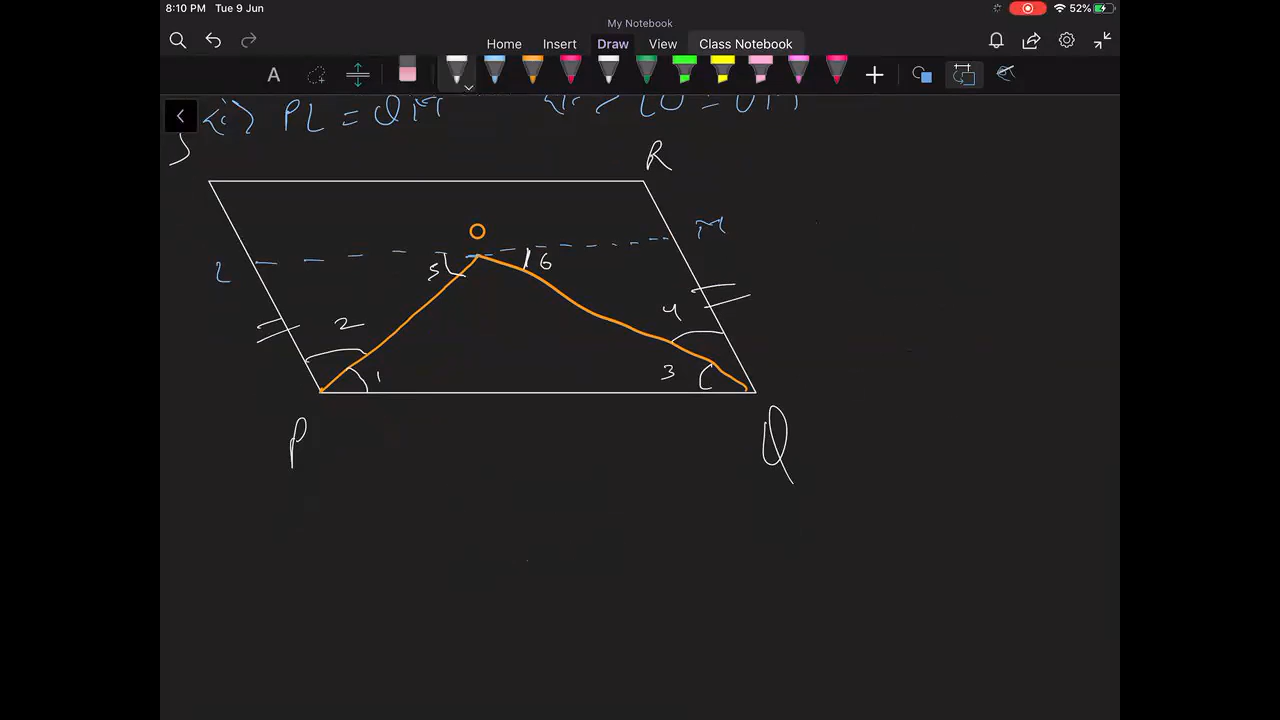 8:10 PM Tue 9 Jun
52%
My Notebook
Home Insert Draw View Class Notebook
A
<i> PL = QM
S
R
O
M
L
5
6
2
4
1
3
P
Q